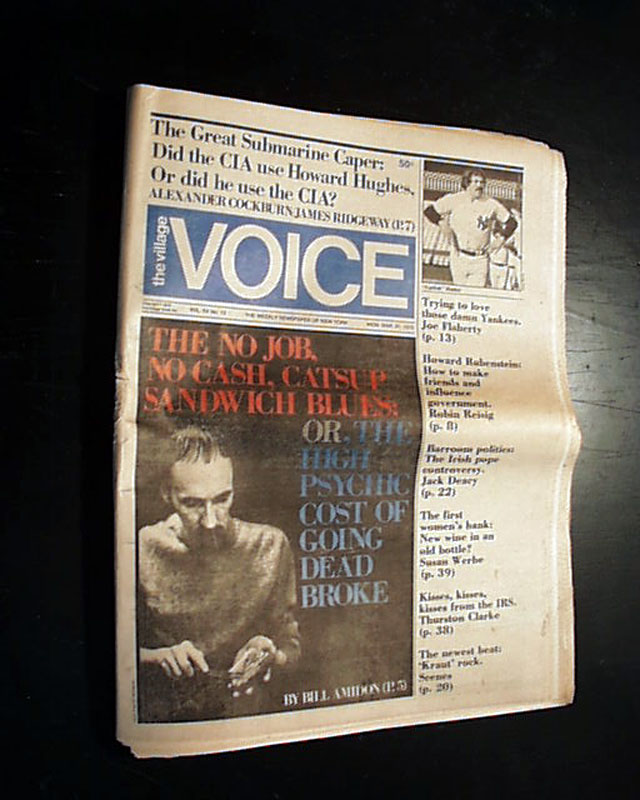 The Great Submarine Caper:
Did the CIA use Howard Hughes,
Or did he use the CIA?
ALEXANDER COCKBURN/JAMES RIDGEWAY (P. 7)
50¢
the village
VOICE
THE WEEKLY NEWSPAPER OF NEW YORK
THE NO JOB,
NO CASH, CATSUP
SANDWICH BLUES:
OR, THE
HIGH
PSYCHIC
COST OF
GOING
DEAD
BROKE
BY BILL AMIDON (P. 5)
Trying to love
those damn Yankees.
Joe Flaherty
(p. 13)
Howard Rubenstein:
How to make
friends and
influence
government.
Robin Reisig
(p. 8)
Barroom politics:
The Irish pope
controversy.
Jack Deacy
(p. 22)
The first
women's bank:
New wine in an
old bottle?
Susan Werbe
(p. 39)
Kisses, kisses,
kisses from the IRS.
Thurston Clarke
(p. 38)
The newest beat:
'Kraut' rock.
Scenes
(p. 20)